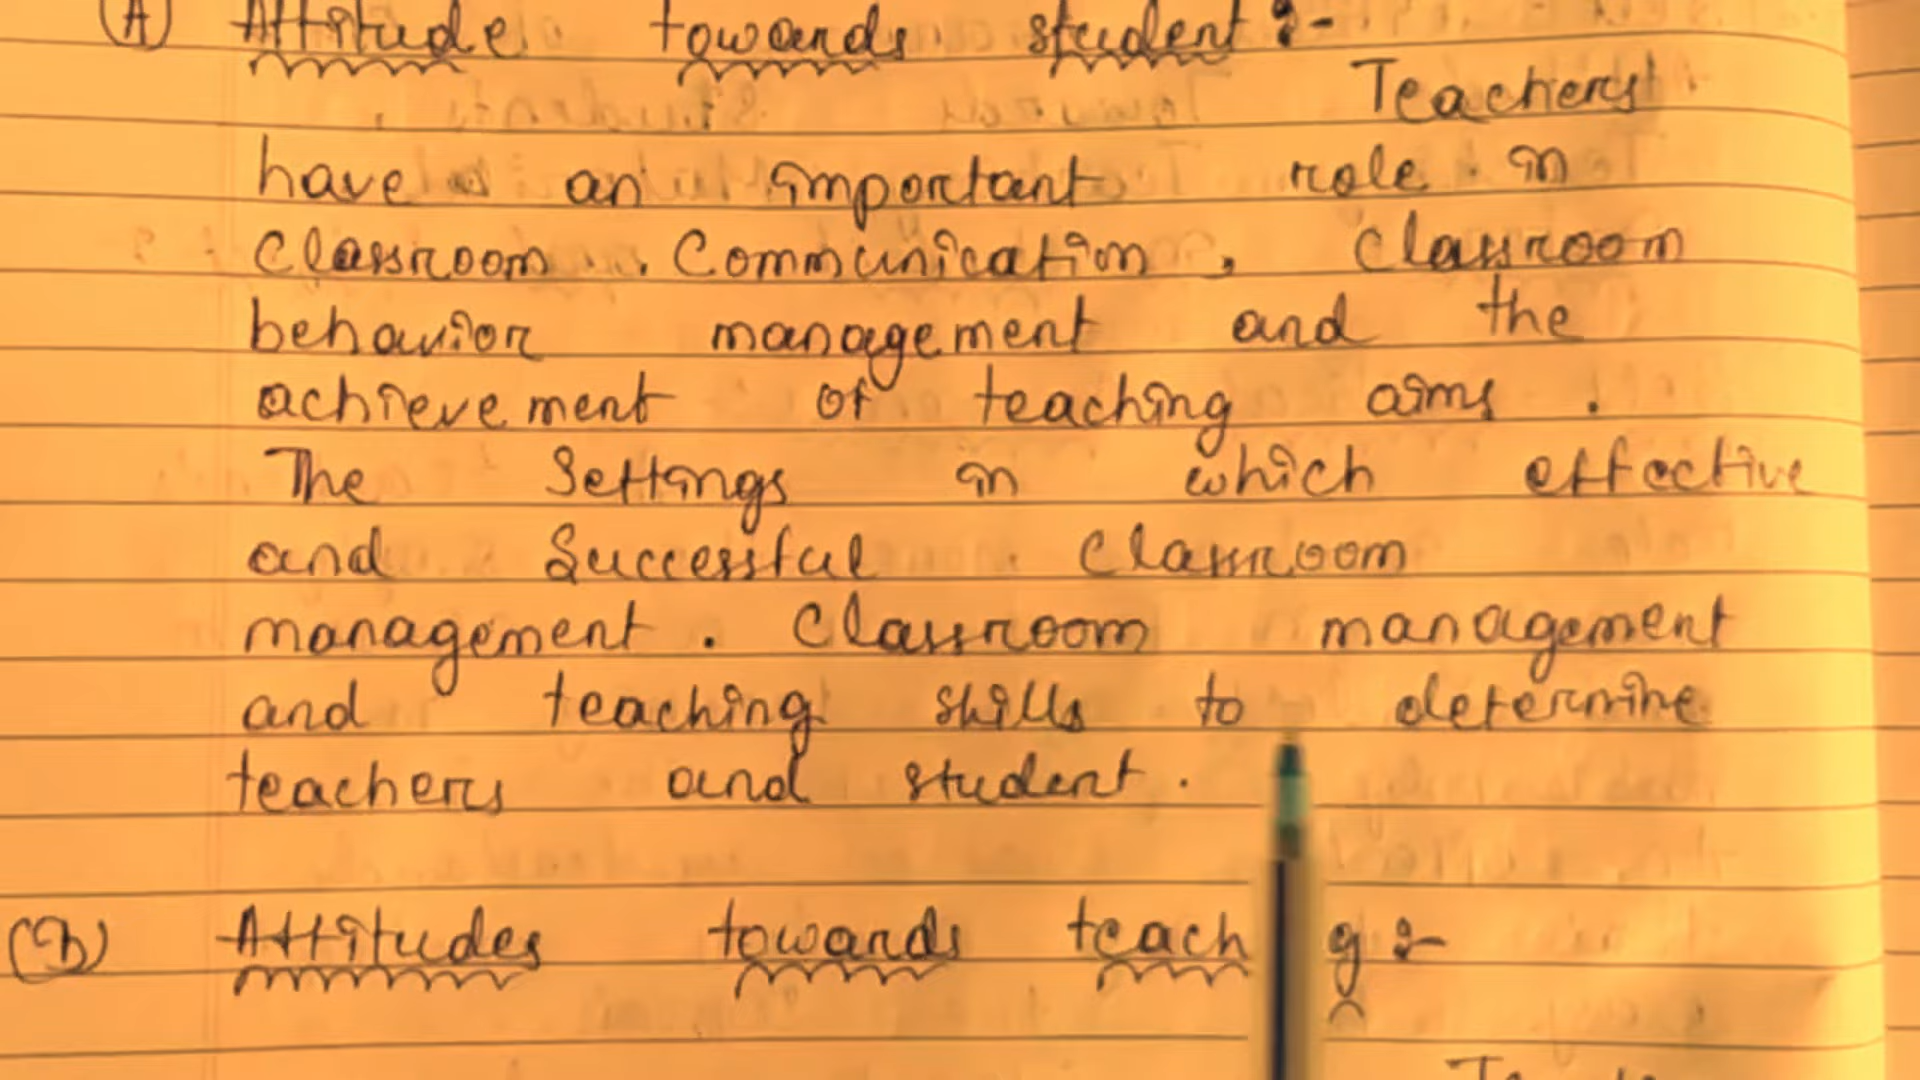 (A) Attitude towards student :-
Teachers
have an important role in
Classroom Communication, Classroom
behavior management and the
achievement of teaching aims.
The Settings in which effective
and Successful Classroom
management. Classroom management
and teaching skills to determine
teachers and student.
(b) Attitudes towards teach g :-